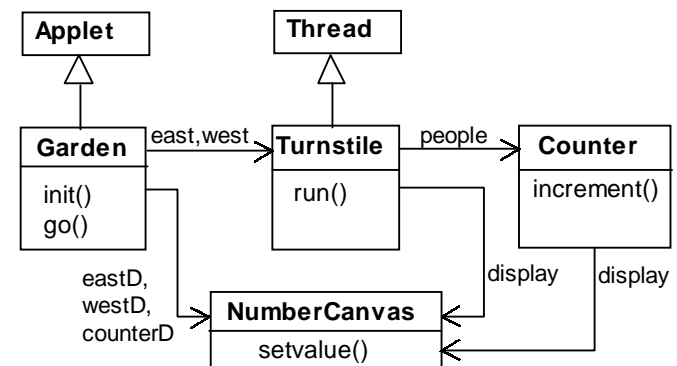 Applet
Thread
Garden
init()
go()
east,west
Turnstile
run()
people
Counter
increment()
eastD,
westD,
counterD
display
display
NumberCanvas
setvalue()